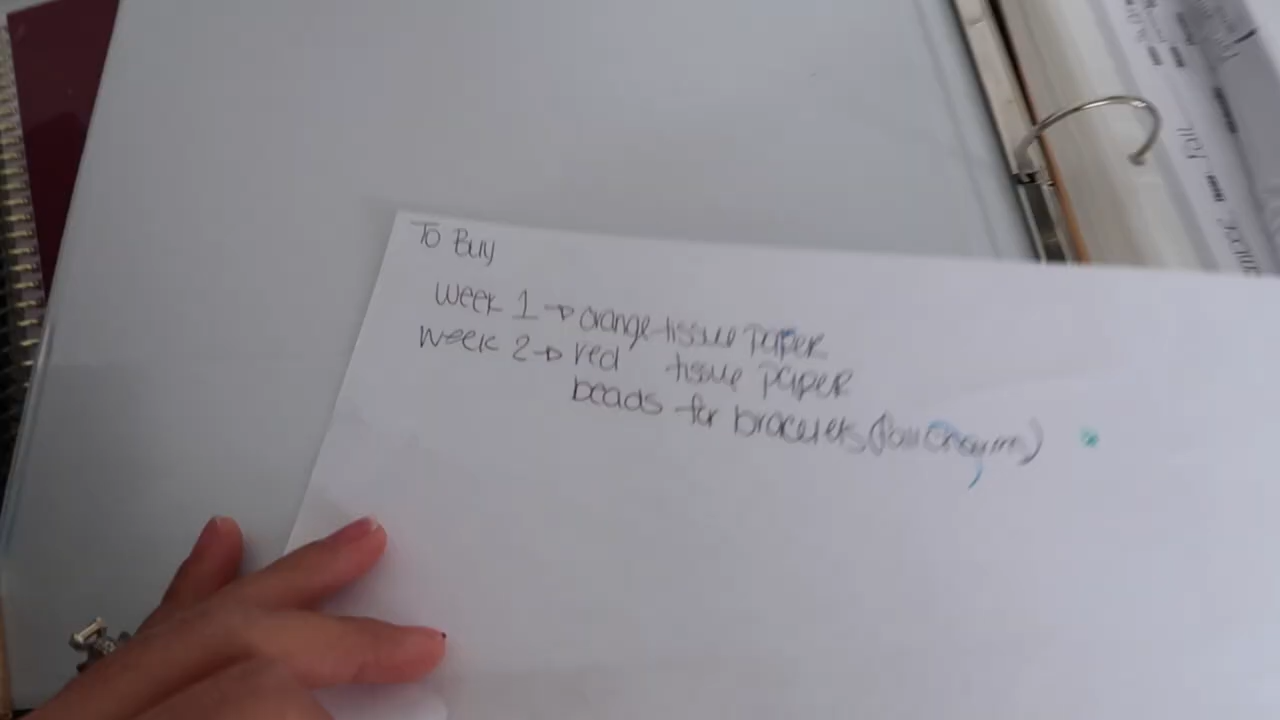 To Buy
week 1 → orange tissue paper
week 2 → red tissue paper
beads for bracelets